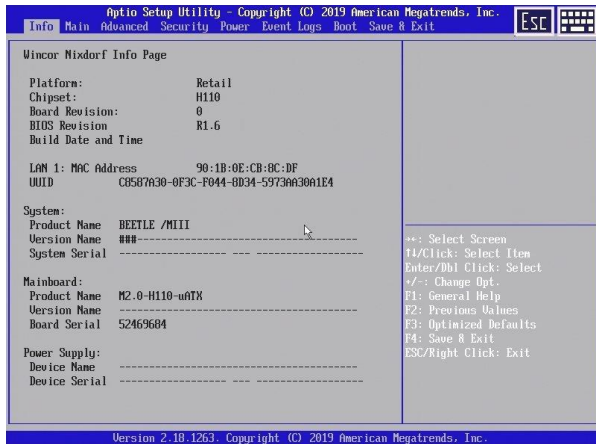 Aptio Setup Utility - Copyright (C) 2019 American Megatrends, Inc.
Info Main Advanced Security Power Event Logs Boot Save & Exit
Esc
Wincor Nixdorf Info Page
Platform: Retail
Chipset: H110
Board Revision: 0
BIOS Revision R1.6
Build Date and Time
LAN 1: MAC Address 90:1B:0E:CB:8C:DF
UUID C8587A30-0F3C-F044-8D34-5973AA30A1E4
System:
Product Name BEETLE /MIII
Version Name ###------------------------------------
System Serial ----------------- --- -----------------
Mainboard:
Product Name M2.0-H110-uATX
Version Name ---------------------------------------
Board Serial 52469684
Power Supply:
Device Name ---------------------------------------
Device Serial ----------------- --- -----------------
→←: Select Screen
↑↓/Click: Select Item
Enter/Dbl Click: Select
+/-: Change Opt.
F1: General Help
F2: Previous Values
F3: Optimized Defaults
F4: Save & Exit
ESC/Right Click: Exit
Version 2.18.1263. Copyright (C) 2019 American Megatrends, Inc.